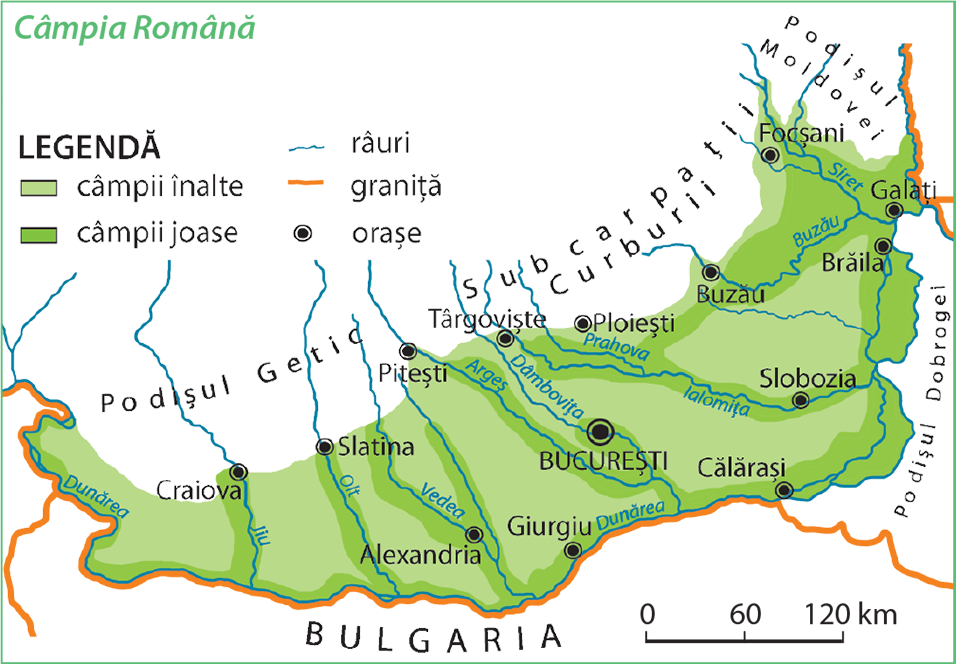 Câmpia Română
LEGENDĂ
câmpii înalte
câmpii joase
râuri
graniță
orașe
Podișul
Moldovei
Subcarpații
Curburii
Focșani
Siret
Galați
Buzău
Brăila
Buzău
Târgoviște
Ploiești
Prahova
Podișul Getic
Pitești
Argeș
Dâmbovița
Ialomița
Slobozia
Podișul Dobrogei
Slatina
BUCUREȘTI
Călărași
Craiova
Dunărea
Jiu
Olt
Vedea
Alexandria
Giurgiu
Dunărea
BULGARIA
0 60 120 km